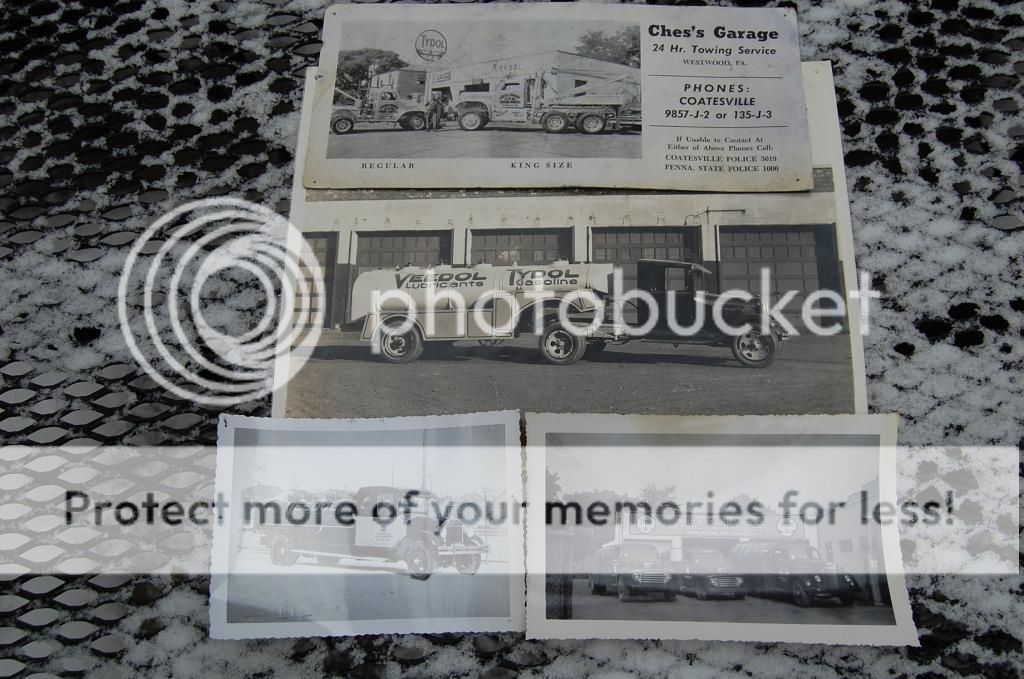 Ches's Garage
24 Hr. Towing Service
WESTWOOD, PA.
PHONES:
COATESVILLE
9857-J-2 or 135-J-3
If Unable to Contact At
Either of Above Phones Call:
COATESVILLE POLICE 5019
PENNA. STATE POLICE 1000
TYDOL
TYDOL
REGULAR
KING SIZE
VEEDOL TYDOL
Lubricants Gasoline
photobucket
Protect more of your memories for less!
TYDOL